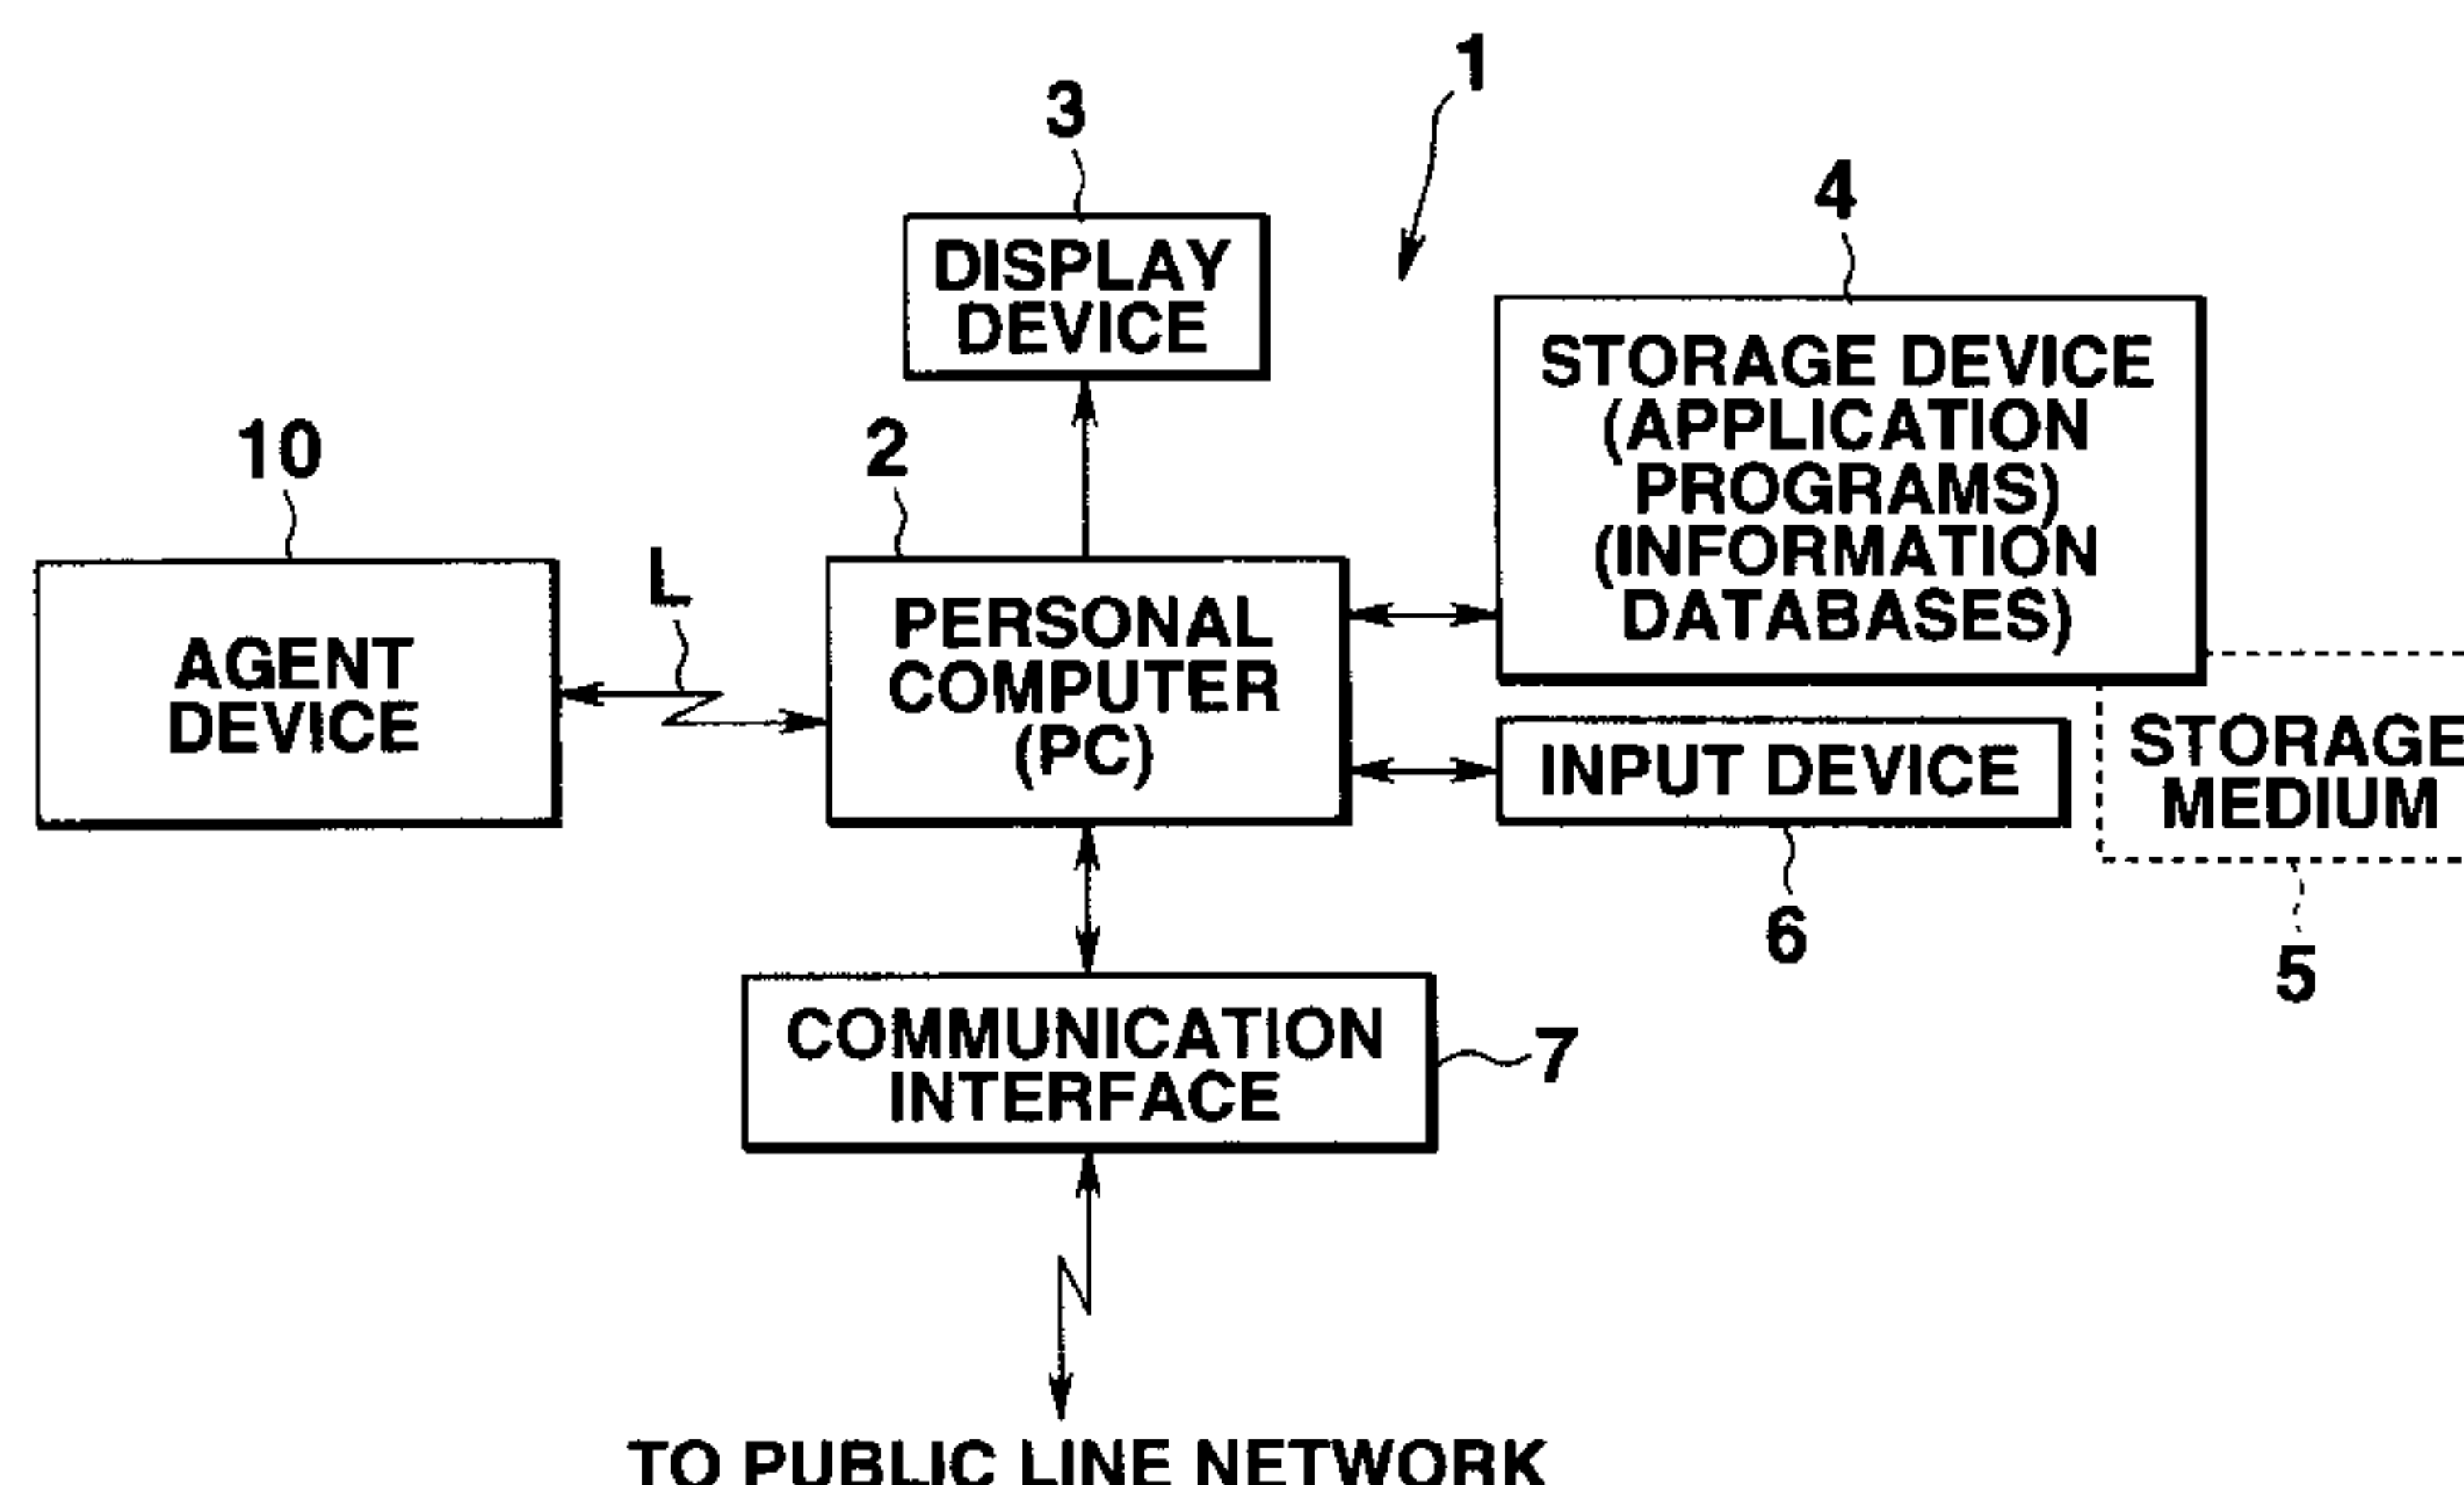 1
3
DISPLAY
DEVICE
4
STORAGE DEVICE
(APPLICATION
PROGRAMS)
(INFORMATION
DATABASES)
10
AGENT
DEVICE
L
2
PERSONAL
COMPUTER
(PC)
INPUT DEVICE
6
STORAGE
MEDIUM
5
COMMUNICATION
INTERFACE
7
TO PUBLIC LINE NETWORK